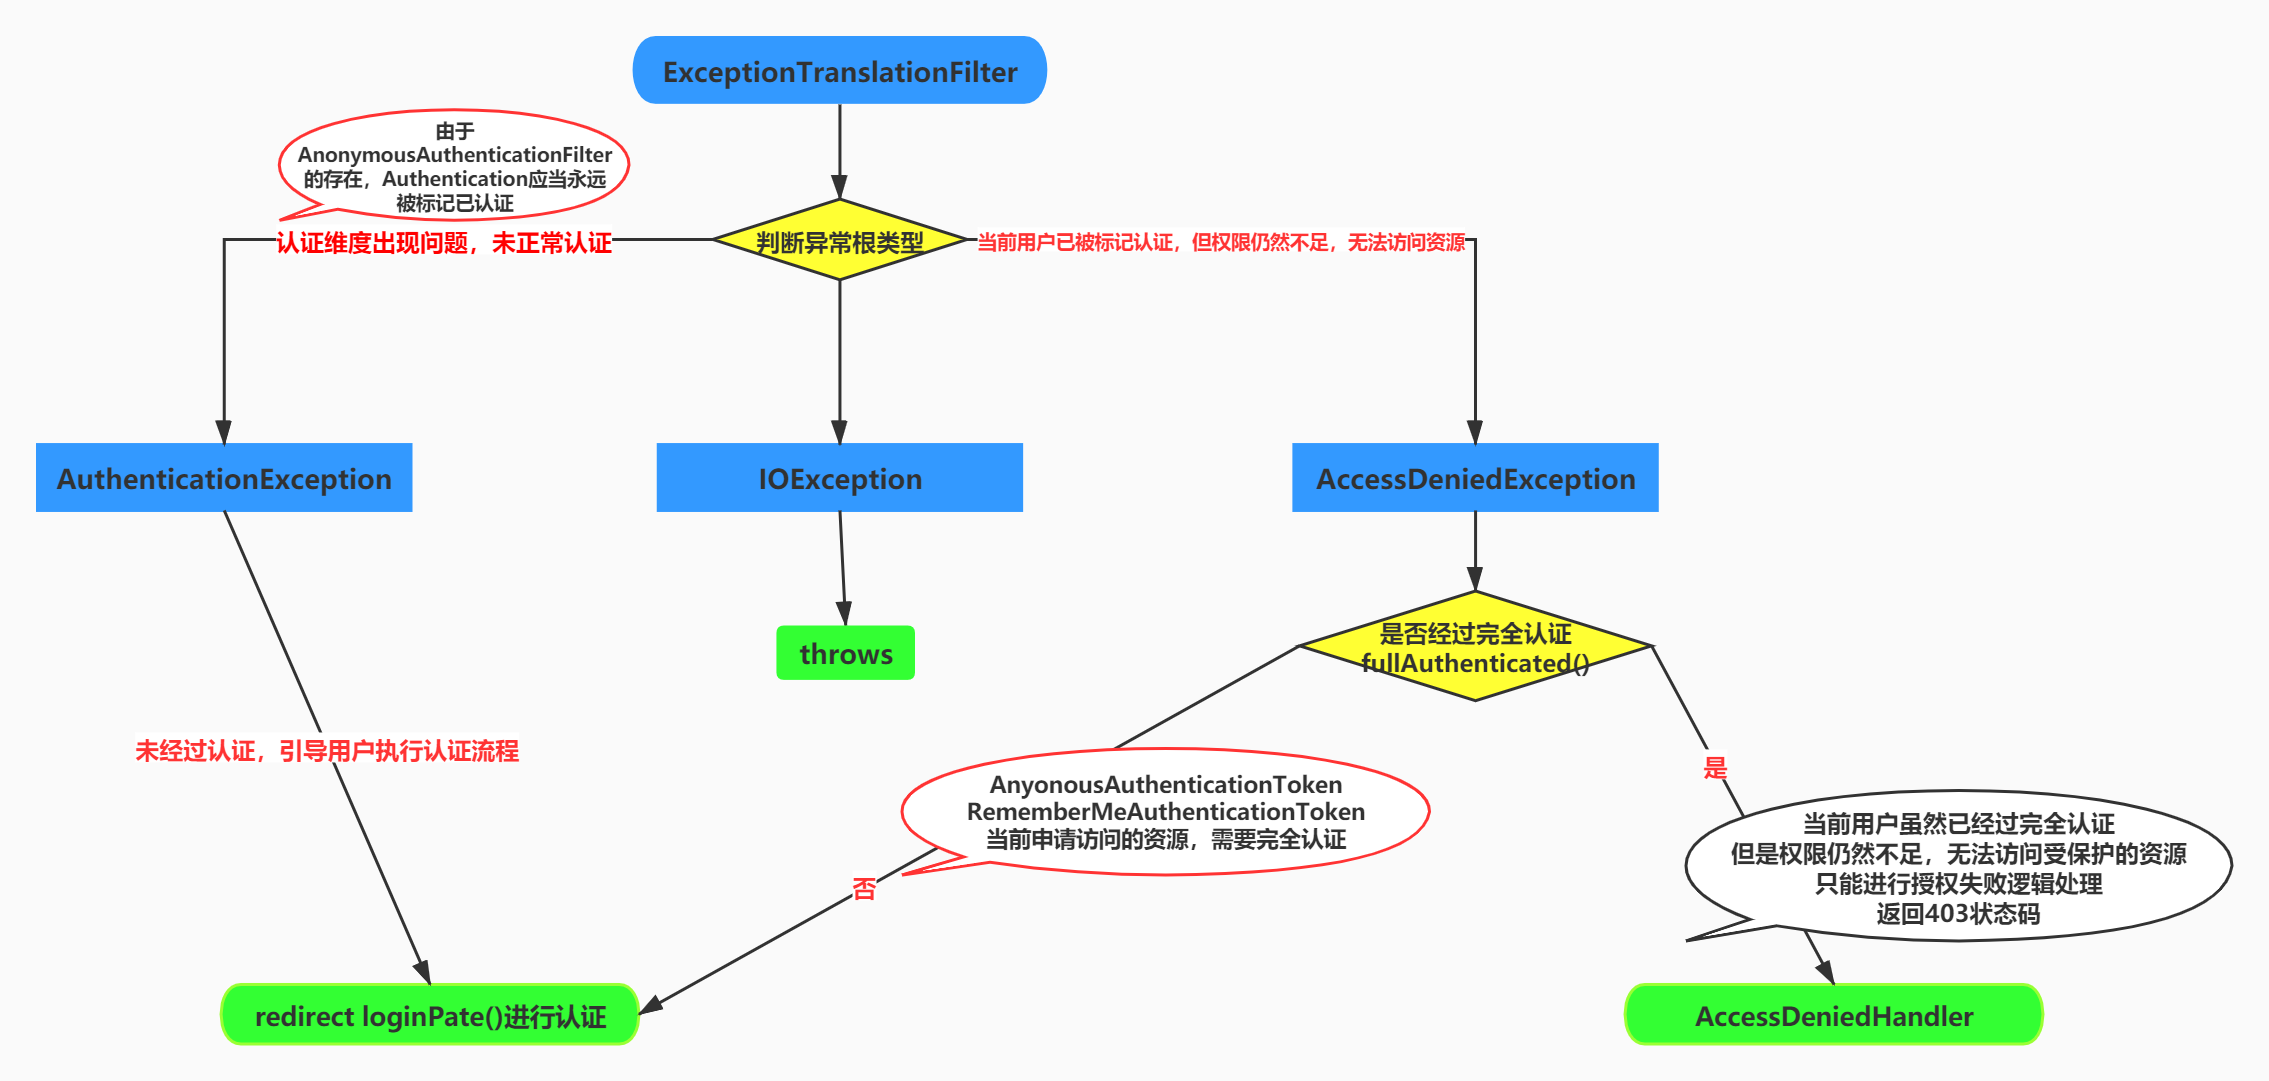 ExceptionTranslationFilter
由于
AnonymousAuthenticationFilter
的存在，Authentication应当永远
被标记已认证
认证维度出现问题，未正常认证
判断异常根类型
当前用户已被标记认证，但权限仍然不足，无法访问资源
AuthenticationException
IOException
AccessDeniedException
throws
是否经过完全认证
fullAuthenticated()
未经过认证，引导用户执行认证流程
是
AnyonousAuthenticationToken
RememberMeAuthenticationToken
当前申请访问的资源，需要完全认证
否
当前用户虽然已经过完全认证
但是权限仍然不足，无法访问受保护的资源
只能进行授权失败逻辑处理
返回403状态码
redirect loginPate()进行认证
AccessDeniedHandler